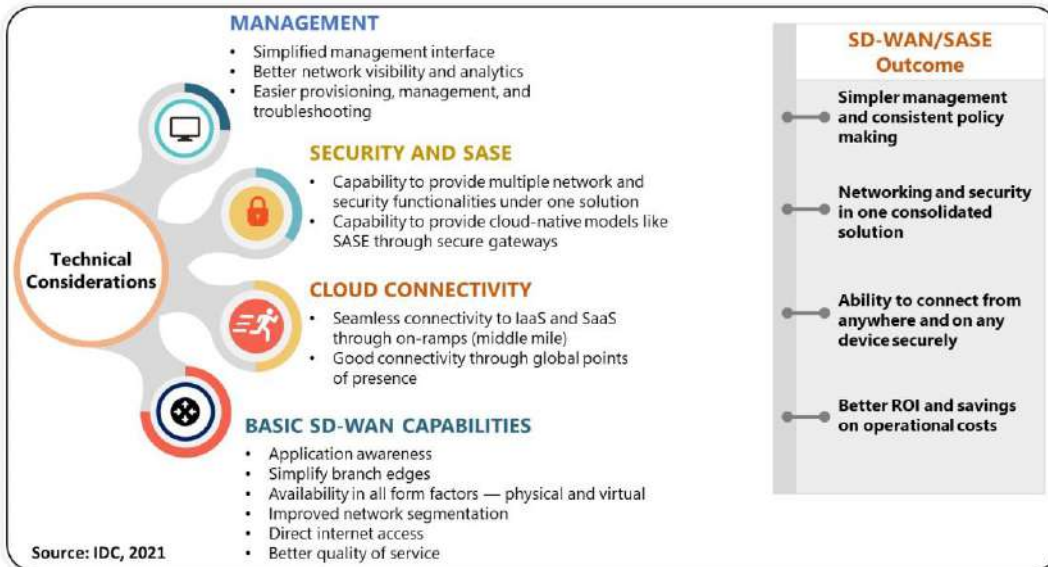 MANAGEMENT
• Simplified management interface
• Better network visibility and analytics
• Easier provisioning, management, and
troubleshooting
SECURITY AND SASE
• Capability to provide multiple network and
security functionalities under one solution
• Capability to provide cloud-native models like
SASE through secure gateways
Technical
Considerations
CLOUD CONNECTIVITY
• Seamless connectivity to IaaS and SaaS
through on-ramps (middle mile)
• Good connectivity through global points
of presence
BASIC SD-WAN CAPABILITIES
• Application awareness
• Simplify branch edges
• Availability in all form factors — physical and virtual
• Improved network segmentation
• Direct internet access
• Better quality of service
Source: IDC, 2021
SD-WAN/SASE
Outcome
Simpler management
and consistent policy
making
Networking and security
in one consolidated
solution
Ability to connect from
anywhere and on any
device securely
Better ROI and savings
on operational costs